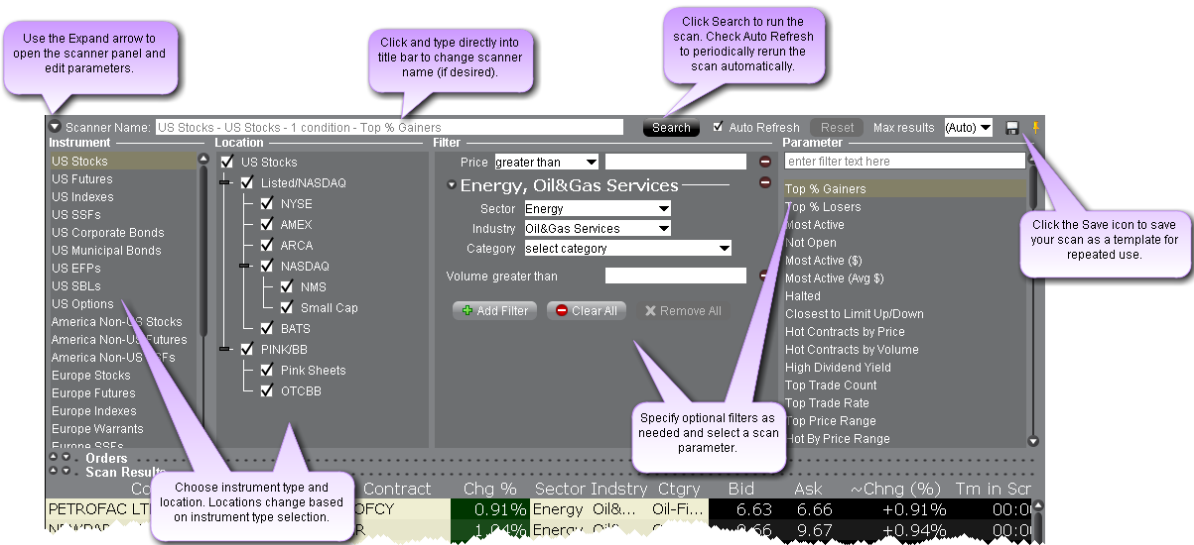 Use the Expand arrow to
open the scanner panel and
edit parameters.
Click and type directly into
title bar to change scanner
name (if desired).
Click Search to run the
scan. Check Auto Refresh
to periodically rerun the
scan automatically.
Scanner Name: US Stocks - US Stocks - 1 condition - Top % Gainers Search Auto Refresh Reset Max results (Auto)
Instrument
US Stocks
US Futures
US Indexes
US SSFs
US Corporate Bonds
US Municipal Bonds
US EFPs
US SBLs
US Options
America Non-US Stocks
America Non-US Futures
America Non-US SSFs
Europe Stocks
Europe Futures
Europe Indexes
Europe Warrants
Europe SSFs
Location
US Stocks
Listed/NASDAQ
NYSE
AMEX
ARCA
NASDAQ
NMS
Small Cap
BATS
PINK/BB
Pink Sheets
OTCBB
Filter
Price greater than
Energy, Oil&Gas Services
Sector Energy
Industry Oil&Gas Services
Category select category
Volume greater than
Add Filter Clear All Remove All
Parameter
enter filter text here
Top % Gainers
Top % Losers
Most Active
Not Open
Most Active ($)
Most Active (Avg $)
Halted
Closest to Limit Up/Down
Hot Contracts by Price
Hot Contracts by Volume
High Dividend Yield
Top Trade Count
Top Trade Rate
Top Price Range
Hot By Price Range
Click the Save icon to save
your scan as a template for
repeated use.
Specify optional filters as
needed and select a scan
parameter.
Choose instrument type and
location. Locations change based
on instrument type selection.
Orders
Scan Results
Contract Chg % Sector Indstry Ctgry Bid Ask ~Chng (%) Tm in Scr
PETROFAC 0.91% Energy Oil&... Oil-Fi... 6.63 6.66 +0.91%
1.04% Energy 9.67 +0.94%